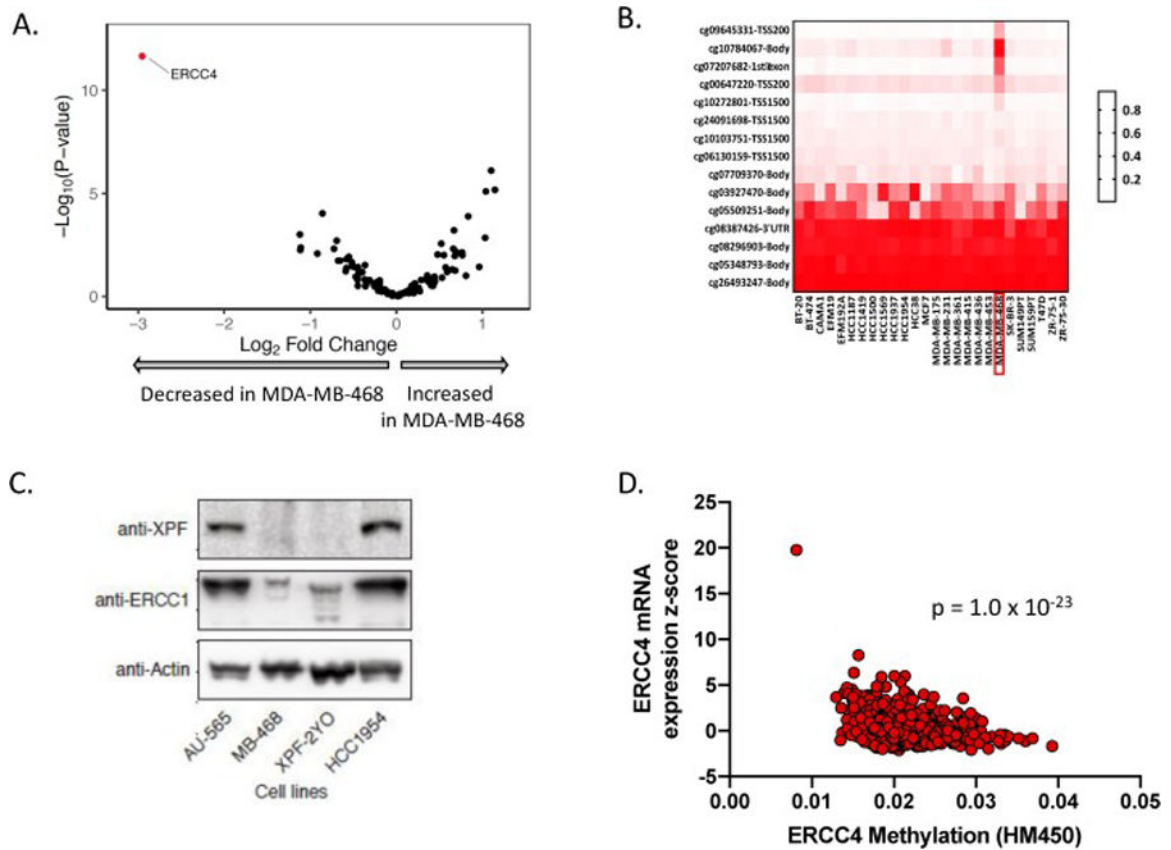 A.
ERCC4
10
5
0
−Log10(P−value)
−3
−2
−1
0
1
Log2 Fold Change
Decreased in MDA-MB-468
Increased
in MDA-MB-468
B.
cg09645331-TSS200
cg10784067-Body
cg07207682-1stExon
cg00647220-TSS200
cg10272801-TSS1500
cg24091698-TSS1500
cg10103751-TSS1500
cg06130159-TSS1500
cg07709370-Body
cg03927470-Body
cg05509251-Body
cg08387426-3'UTR
cg08296903-Body
cg05348793-Body
cg26493247-Body
0.8
0.6
0.4
0.2
BT-20
BT-474
CAMA1
EFM19
EFM192A
HCC1187
HCC1419
HCC1500
HCC1569
HCC1937
HCC1954
HCC38
MCF7
MDA-MB-175
MDA-MB-231
MDA-MB-361
MDA-MB-415
MDA-MB-436
MDA-MB-453
MDA-MB-468
SK-BR-3
SUM149PT
SUM159PT
T47D
ZR-75-1
ZR-75-30
C.
anti-XPF
anti-ERCC1
anti-Actin
AU-565
MB-468
XPF-2YO
HCC1954
Cell lines
D.
25
20
15
10
5
0
-5
ERCC4 mRNA
expression z-score
p = 1.0 x 10-23
0.00
0.01
0.02
0.03
0.04
0.05
ERCC4 Methylation (HM450)